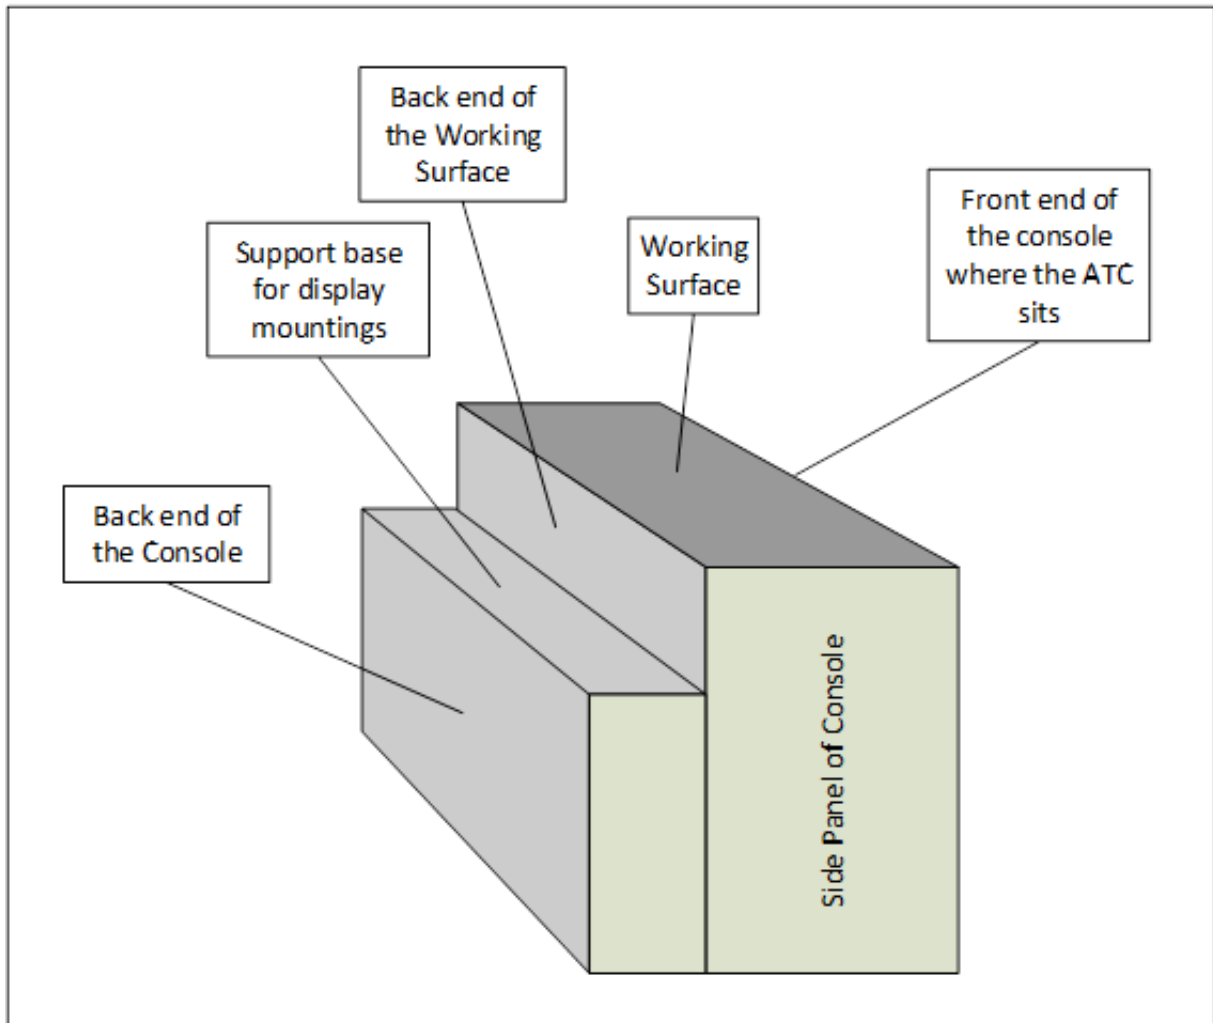 Back end of
the Working
Surface
Front end of
the console
where the ATC
sits
Working
Surface
Support base
for display
mountings
Back end of
the Console
Side Panel of Console